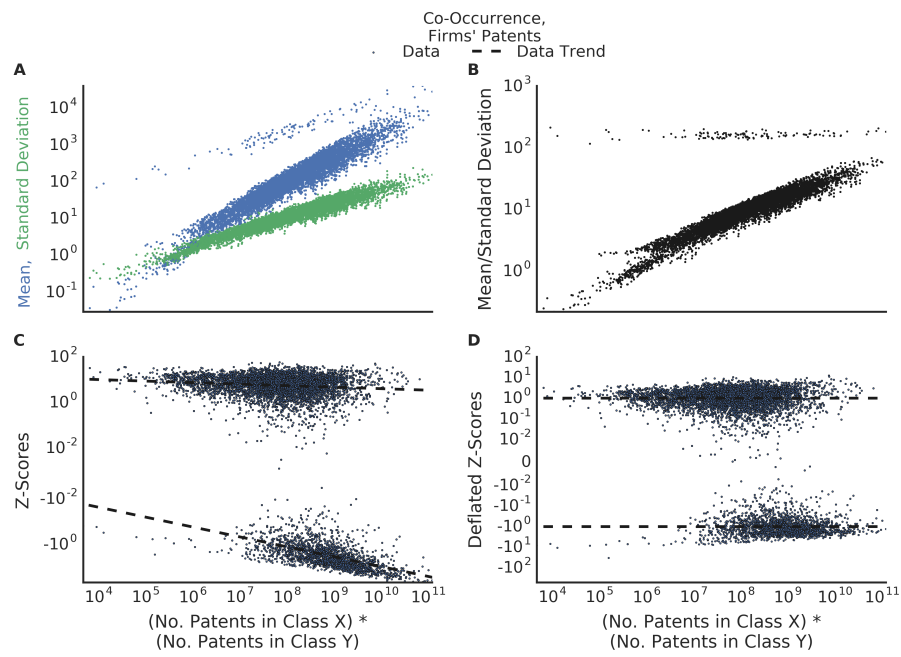 Co-Occurrence,
Firms' Patents
Data
Data Trend
A
Mean, Standard Deviation
10^4
10^3
10^2
10^1
10^0
10^-1
B
Mean/Standard Deviation
10^3
10^2
10^1
10^0
C
Z-Scores
10^2
10^0
10^-2
-10^-2
-10^0
10^4 10^5 10^6 10^7 10^8 10^9 10^10 10^11
(No. Patents in Class X) *
(No. Patents in Class Y)
D
Deflated Z-Scores
10^2
10^1
10^0
10^-1
10^-2
0
-10^-2
-10^-1
-10^0
-10^1
-10^2
10^4 10^5 10^6 10^7 10^8 10^9 10^10 10^11
(No. Patents in Class X) *
(No. Patents in Class Y)